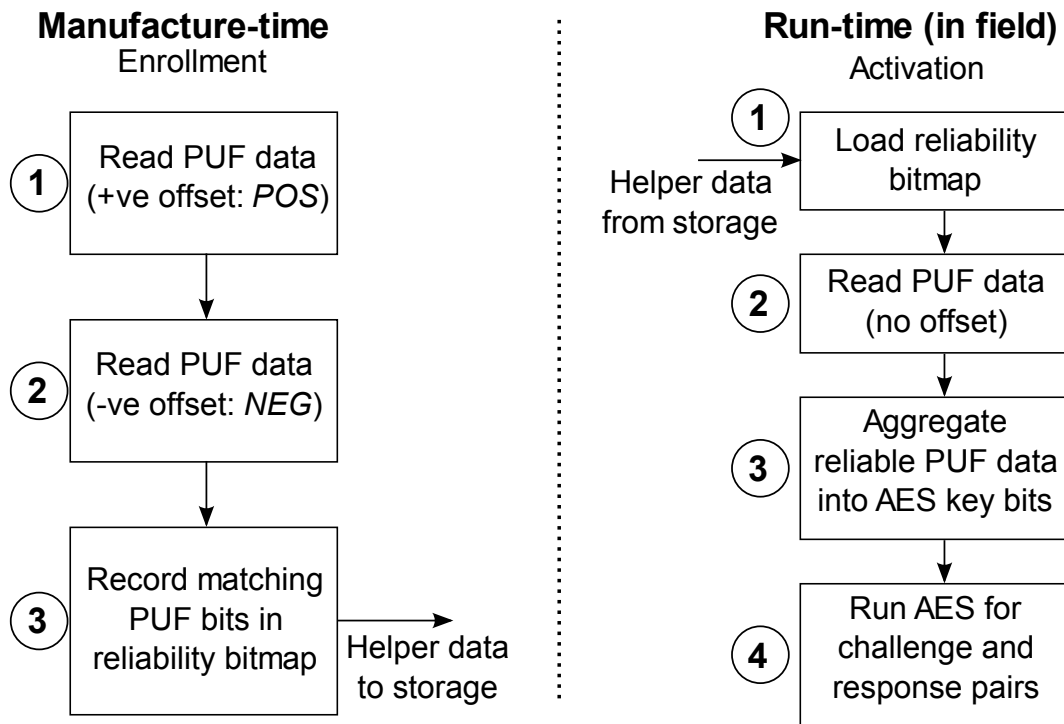 Manufacture-time
Enrollment
1
Read PUF data
(+ve offset: POS)
2
Read PUF data
(-ve offset: NEG)
3
Record matching
PUF bits in
reliability bitmap
Helper data
to storage
Run-time (in field)
Activation
1
Load reliability
bitmap
Helper data
from storage
2
Read PUF data
(no offset)
3
Aggregate
reliable PUF data
into AES key bits
4
Run AES for
challenge and
response pairs